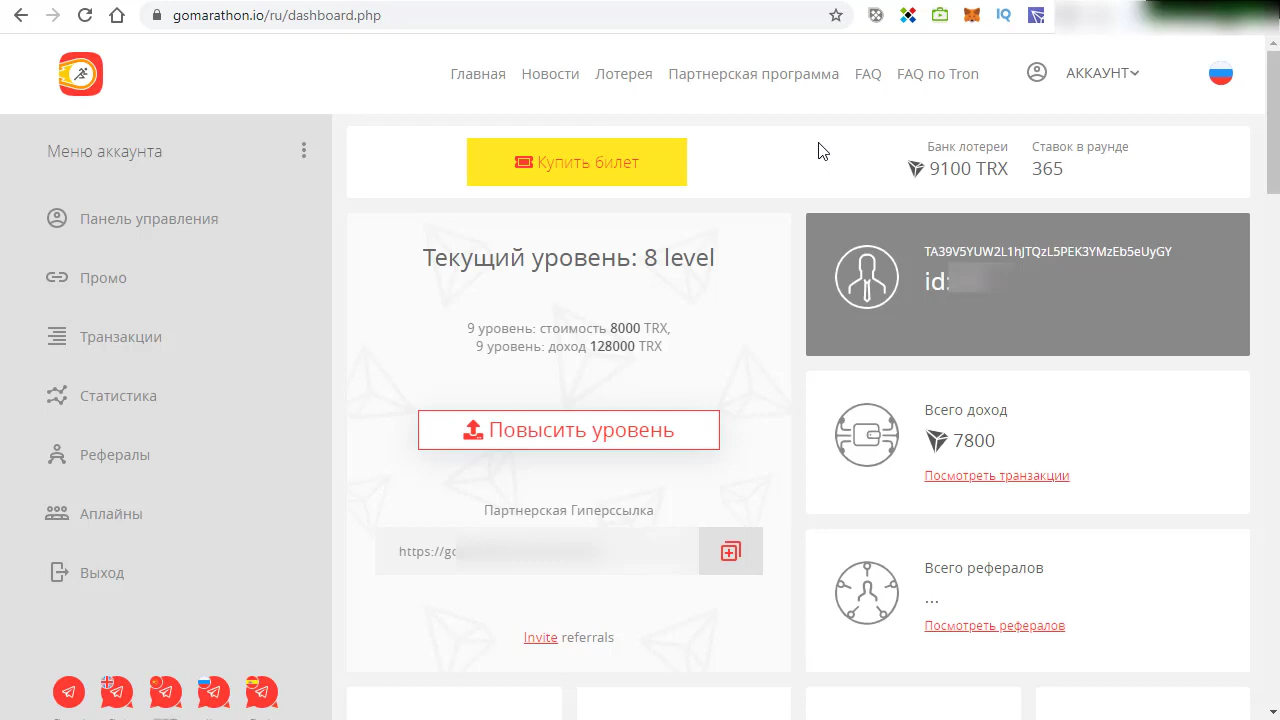 gomarathon.io/ru/dashboard.php
IQ
Главная Новости Лотерея Партнерская программа FAQ FAQ по Tron АККАУНТ
Меню аккаунта
Панель управления
Промо
Транзакции
Статистика
Рефералы
Аплайны
Выход
Купить билет
Банк лотереи
9100 TRX
Ставок в раунде
365
Текущий уровень: 8 level
9 уровень: стоимость 8000 TRX,
9 уровень: доход 128000 TRX
Повысить уровень
Партнерская Гиперссылка
https://go
Invite referrals
TA39V5YUW2L1hJTQzL5PEK3YMzEb5eUyGY
id:
Всего доход
7800
Посмотреть транзакции
Всего рефералов
...
Посмотреть рефералов